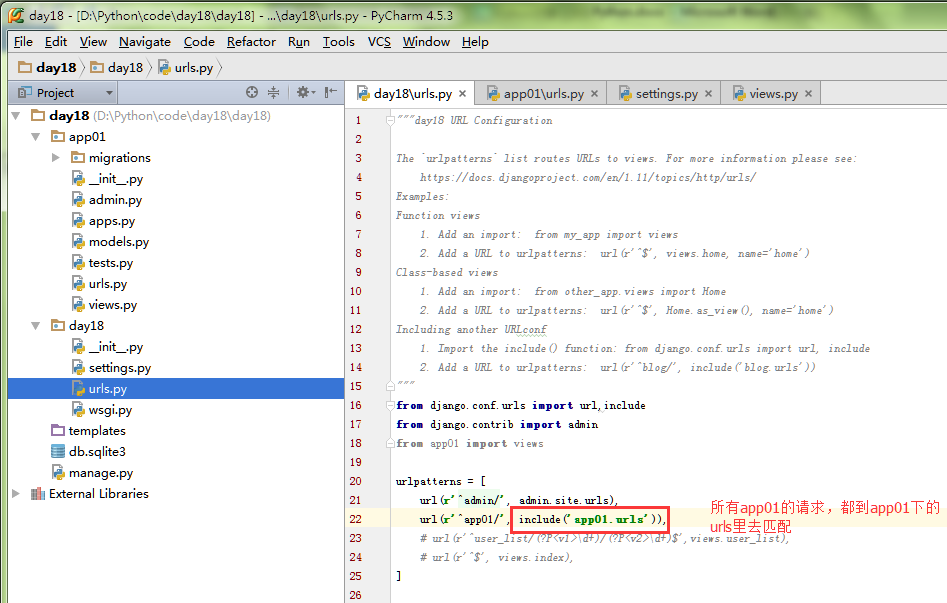 day18 - [D:\Python\code\day18\day18] - ...\day18\urls.py - PyCharm 4.5.3
File Edit View Navigate Code Refactor Run Tools VCS Window Help
day18 day18 urls.py
Project
day18\urls.py × app01\urls.py × settings.py × views.py ×
day18 (D:\Python\code\day18\day18)
app01
migrations
__init__.py
admin.py
apps.py
models.py
tests.py
urls.py
views.py
day18
__init__.py
settings.py
urls.py
wsgi.py
templates
db.sqlite3
manage.py
External Libraries
1 """day18 URL Configuration
2
3 The `urlpatterns` list routes URLs to views. For more information please see:
4 https://docs.djangoproject.com/en/1.11/topics/http/urls/
5 Examples:
6 Function views
7 1. Add an import:  from my_app import views
8 2. Add a URL to urlpatterns:  url(r'^$', views.home, name='home')
9 Class-based views
10 1. Add an import:  from other_app.views import Home
11 2. Add a URL to urlpatterns:  url(r'^$', Home.as_view(), name='home')
12 Including another URLconf
13 1. Import the include() function: from django.conf.urls import url, include
14 2. Add a URL to urlpatterns:  url(r'^blog/', include('blog.urls'))
15 """
16 from django.conf.urls import url,include
17 from django.contrib import admin
18 from app01 import views
19
20 urlpatterns = [
21 url(r'^admin/', admin.site.urls),
22 url(r'^app01/', include('app01.urls')),
23 # url(r'^user_list/(?P<v1>\d+)/(?P<v2>\d+)$',views.user_list),
24 # url(r'^$', views.index),
25 ]
26
所有app01的请求，都到app01下的
urls里去匹配